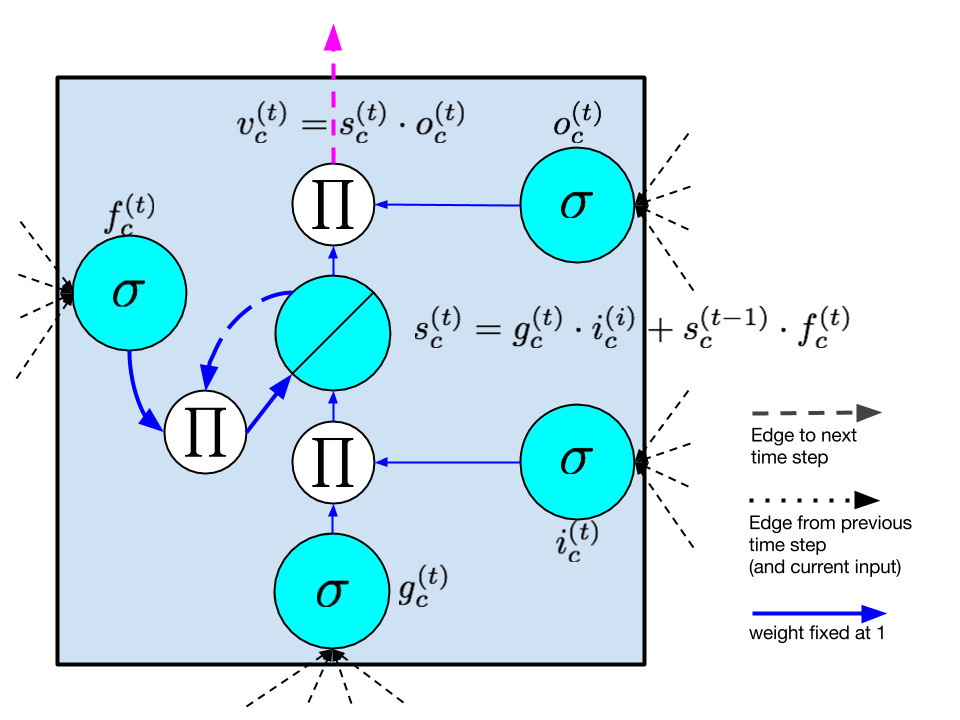 v_c^{(t)} = s_c^{(t)} · o_c^{(t)}
o_c^{(t)}
∏
σ
f_c^{(t)}
σ
s_c^{(t)} = g_c^{(t)} · i_c^{(i)} + s_c^{(t−1)} · f_c^{(t)}
∏
∏
σ
i_c^{(t)}
σ
g_c^{(t)}
Edge to next
time step
Edge from previous
time step
(and current input)
weight fixed at 1